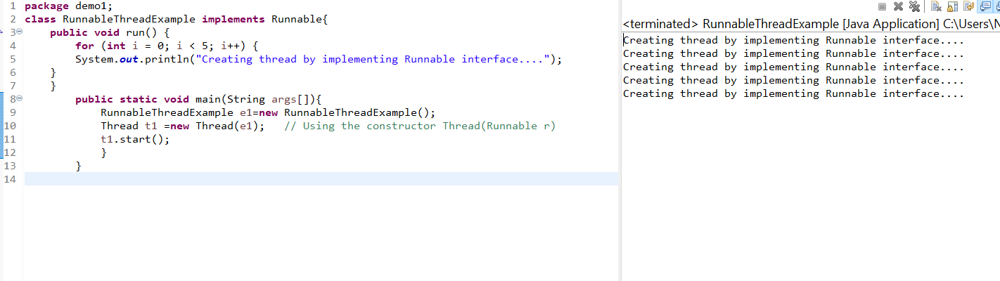 1 package demo1;
2 class RunnableThreadExample implements Runnable{
3 public void run() {
4 for (int i = 0; i < 5; i++) {
5 System.out.println("Creating thread by implementing Runnable interface....");
6 }
7 }
8 public static void main(String args[]){
9 RunnableThreadExample e1=new RunnableThreadExample();
10 Thread t1 =new Thread(e1); // Using the constructor Thread(Runnable r)
11 t1.start();
12 }
13 }
14
<terminated> RunnableThreadExample [Java Application] C:\Users\N
Creating thread by implementing Runnable interface....
Creating thread by implementing Runnable interface....
Creating thread by implementing Runnable interface....
Creating thread by implementing Runnable interface....
Creating thread by implementing Runnable interface....